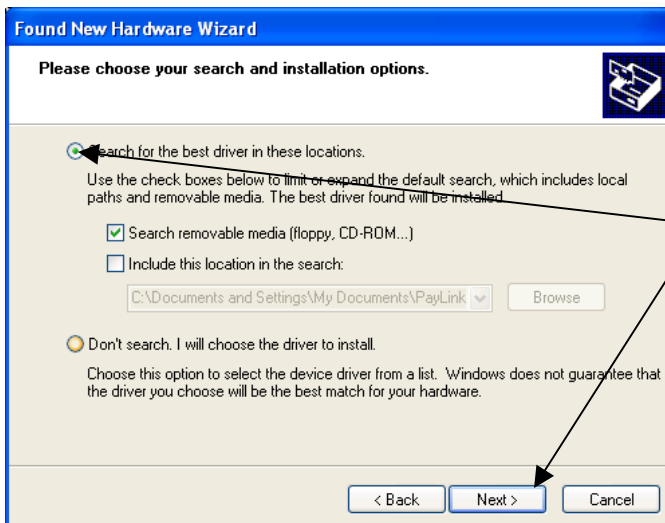 Found New Hardware Wizard
Please choose your search and installation options.
Search for the best driver in these locations.
Use the check boxes below to limit or expand the default search, which includes local
paths and removable media. The best driver found will be installed.
Search removable media (floppy, CD-ROM...)
Include this location in the search:
C:\Documents and Settings\My Documents\PayLink
Browse
Don't search. I will choose the driver to install.
Choose this option to select the device driver from a list. Windows does not guarantee that
the driver you choose will be the best match for your hardware.
< Back Next > Cancel